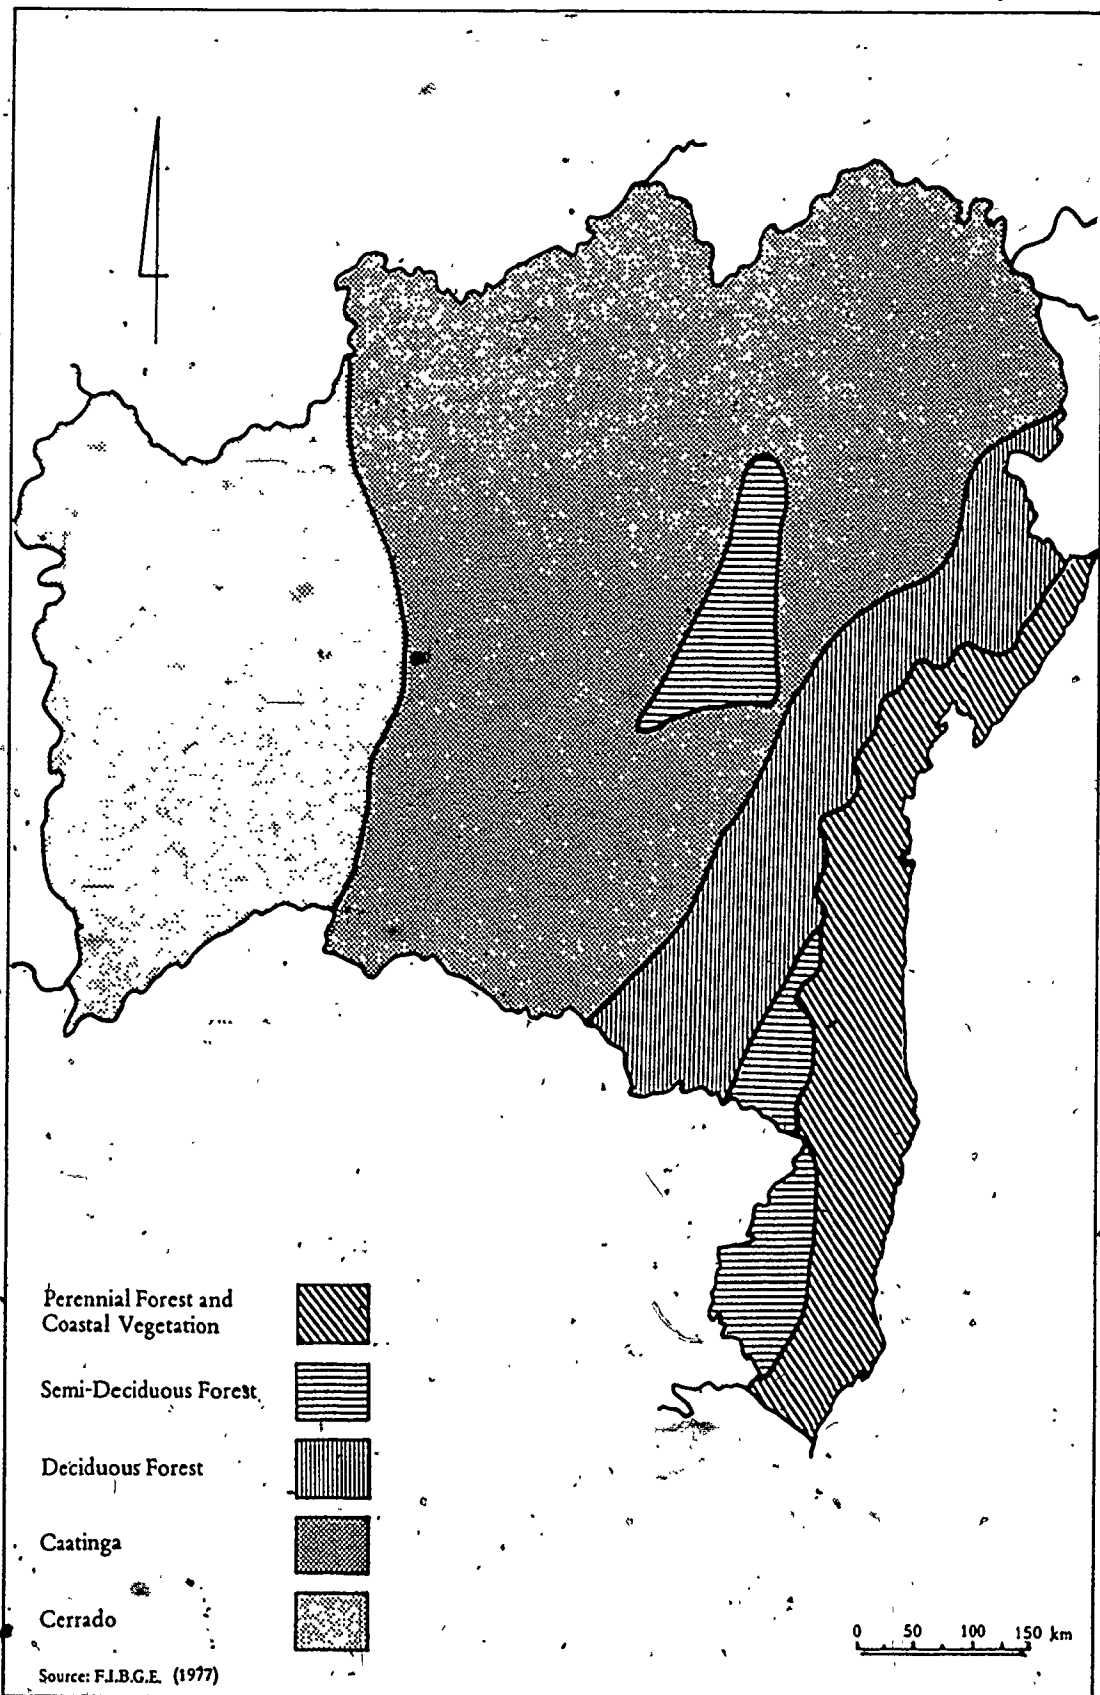 Perennial Forest and
Coastal Vegetation
Semi-Deciduous Forest
Deciduous Forest
Caatinga
Cerrado
0 50 100 150 km
Source: F.I.B.G.E. (1977)